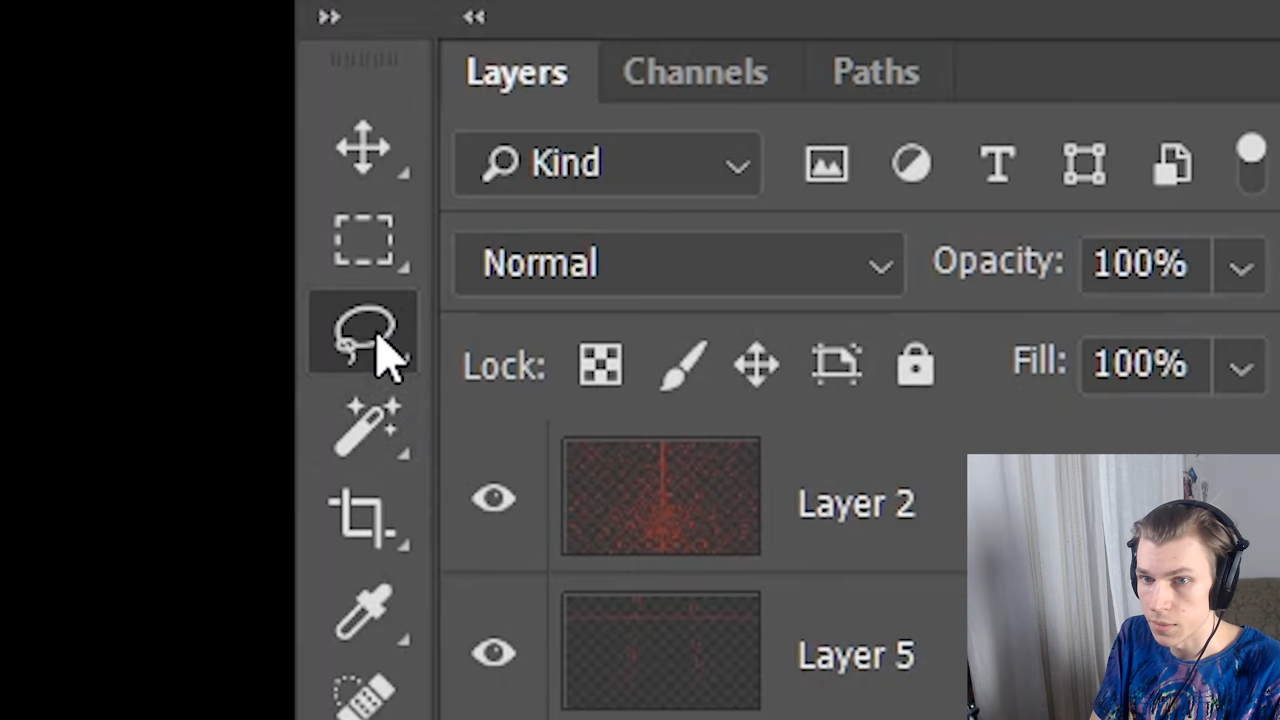 Layers Channels Paths
Kind
Normal Opacity: 100%
Lock: Fill: 100%
Layer 2
Layer 5